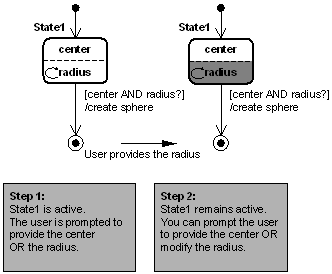 State1
State1
center
center
radius
radius
[center AND radius?]
/create sphere
[center AND radius?]
/create sphere
User provides the radius
Step 1:
State1 is active.
The user is prompted to
provide the center
OR the radius.
Step 2:
State1 remains active.
You can prompt the user
to provide the center OR
modify the radius.